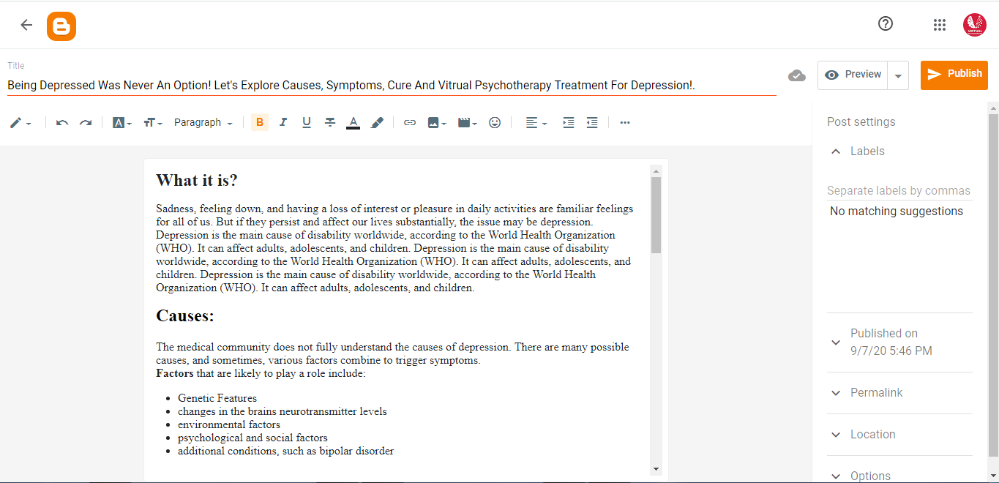 Title
Being Depressed Was Never An Option! Let's Explore Causes, Symptoms, Cure And Vitrual Psychotherapy Treatment For Depression!.
Preview
Publish
Paragraph
B
I
U
A
Post settings
Labels
Separate labels by commas
No matching suggestions
Published on
9/7/20 5:46 PM
Permalink
Location
Options
What it is?
Sadness, feeling down, and having a loss of interest or pleasure in daily activities are familiar feelings
for all of us. But if they persist and affect our lives substantially, the issue may be depression.
Depression is the main cause of disability worldwide, according to the World Health Organization
(WHO). It can affect adults, adolescents, and children. Depression is the main cause of disability
worldwide, according to the World Health Organization (WHO). It can affect adults, adolescents, and
children. Depression is the main cause of disability worldwide, according to the World Health
Organization (WHO). It can affect adults, adolescents, and children.
Causes:
The medical community does not fully understand the causes of depression. There are many possible
causes, and sometimes, various factors combine to trigger symptoms.
Factors that are likely to play a role include:
Genetic Features
changes in the brains neurotransmitter levels
environmental factors
psychological and social factors
additional conditions, such as bipolar disorder
VIRTUAL